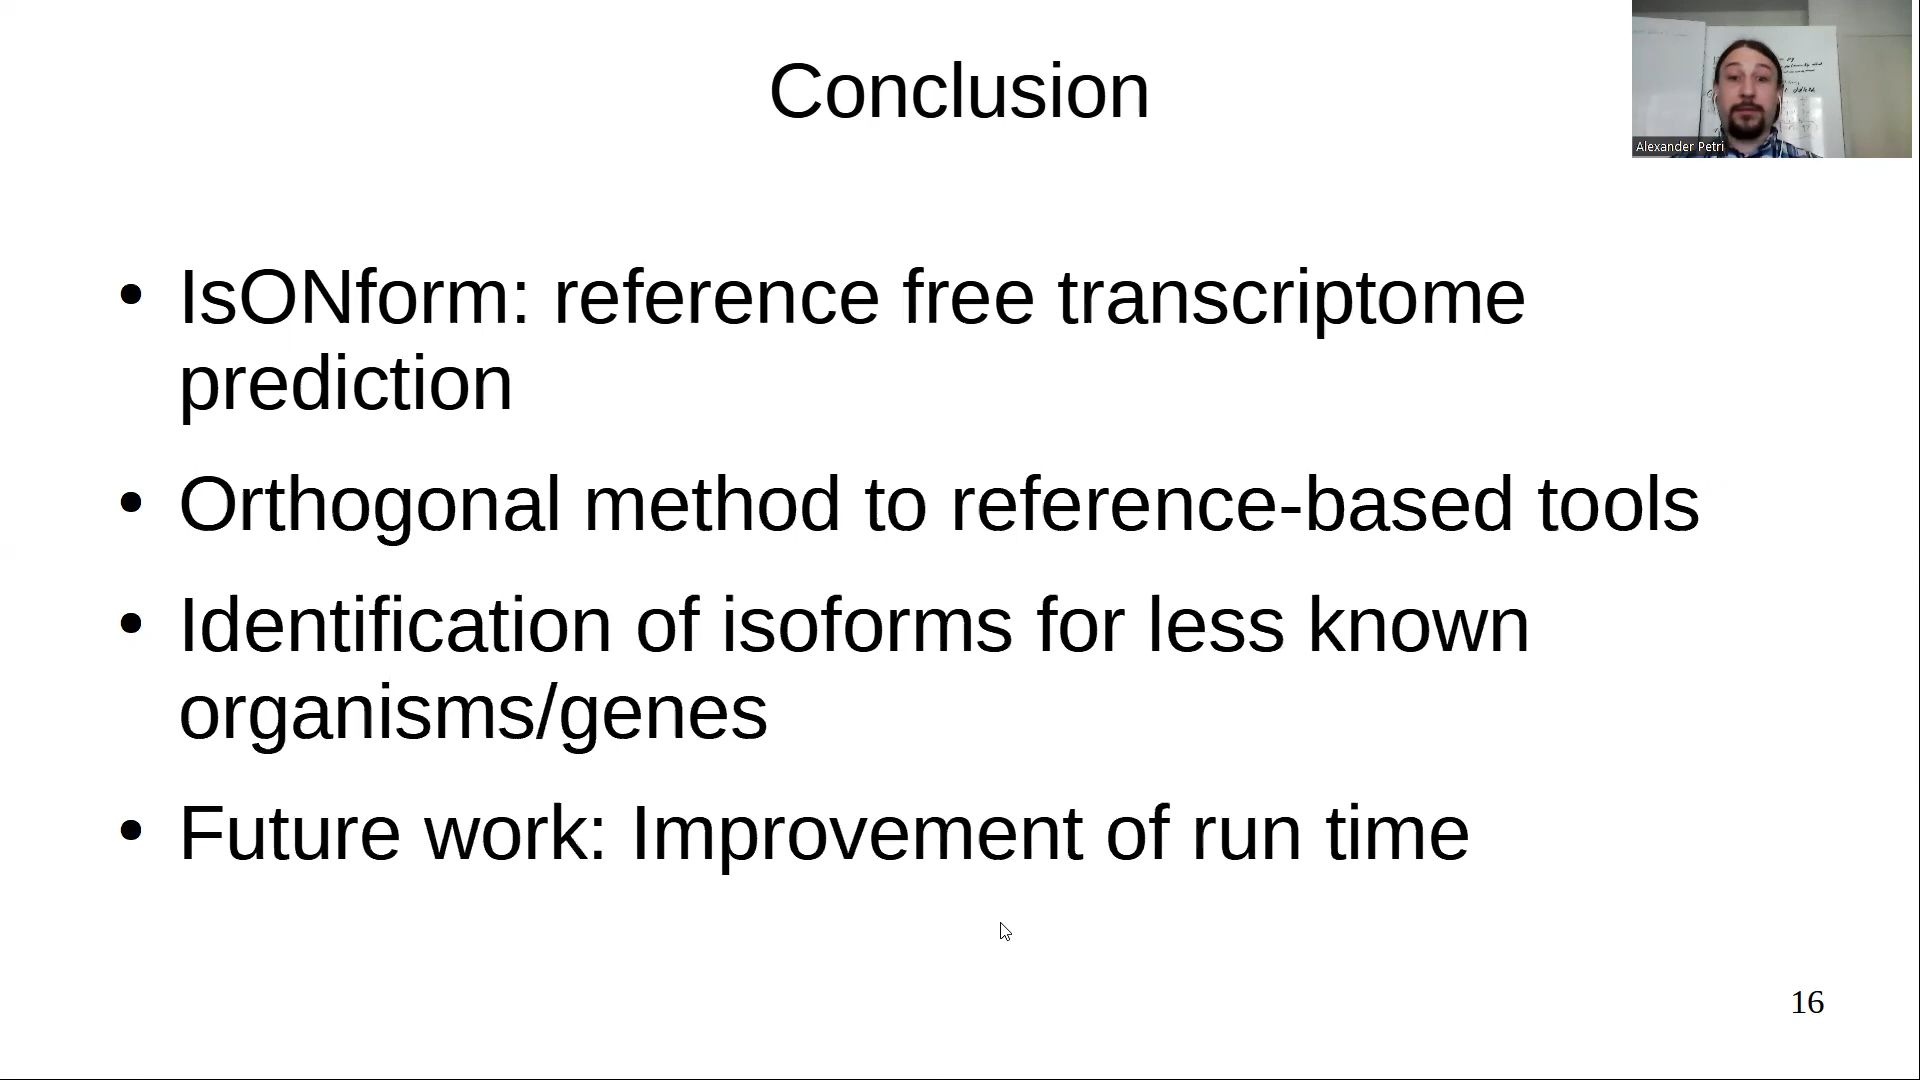 Conclusion
Alexander Petri
• IsONform: reference free transcriptome
prediction
• Orthogonal method to reference-based tools
• Identification of isoforms for less known
organisms/genes
• Future work: Improvement of run time
16